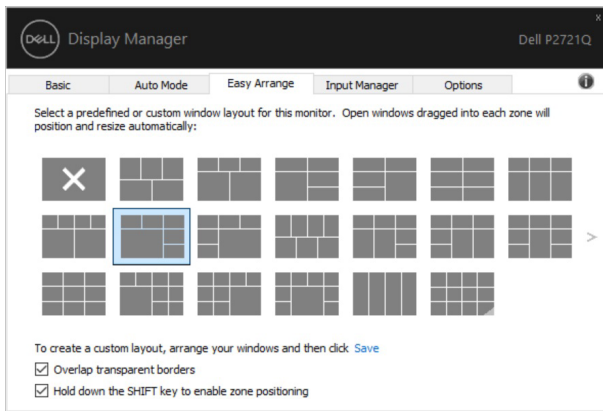 x
DELL Display Manager
Dell P2721Q
Basic
Auto Mode
Easy Arrange
Input Manager
Options
i
Select a predefined or custom window layout for this monitor. Open windows dragged into each zone will
position and resize automatically:
>
To create a custom layout, arrange your windows and then click Save
Overlap transparent borders
Hold down the SHIFT key to enable zone positioning